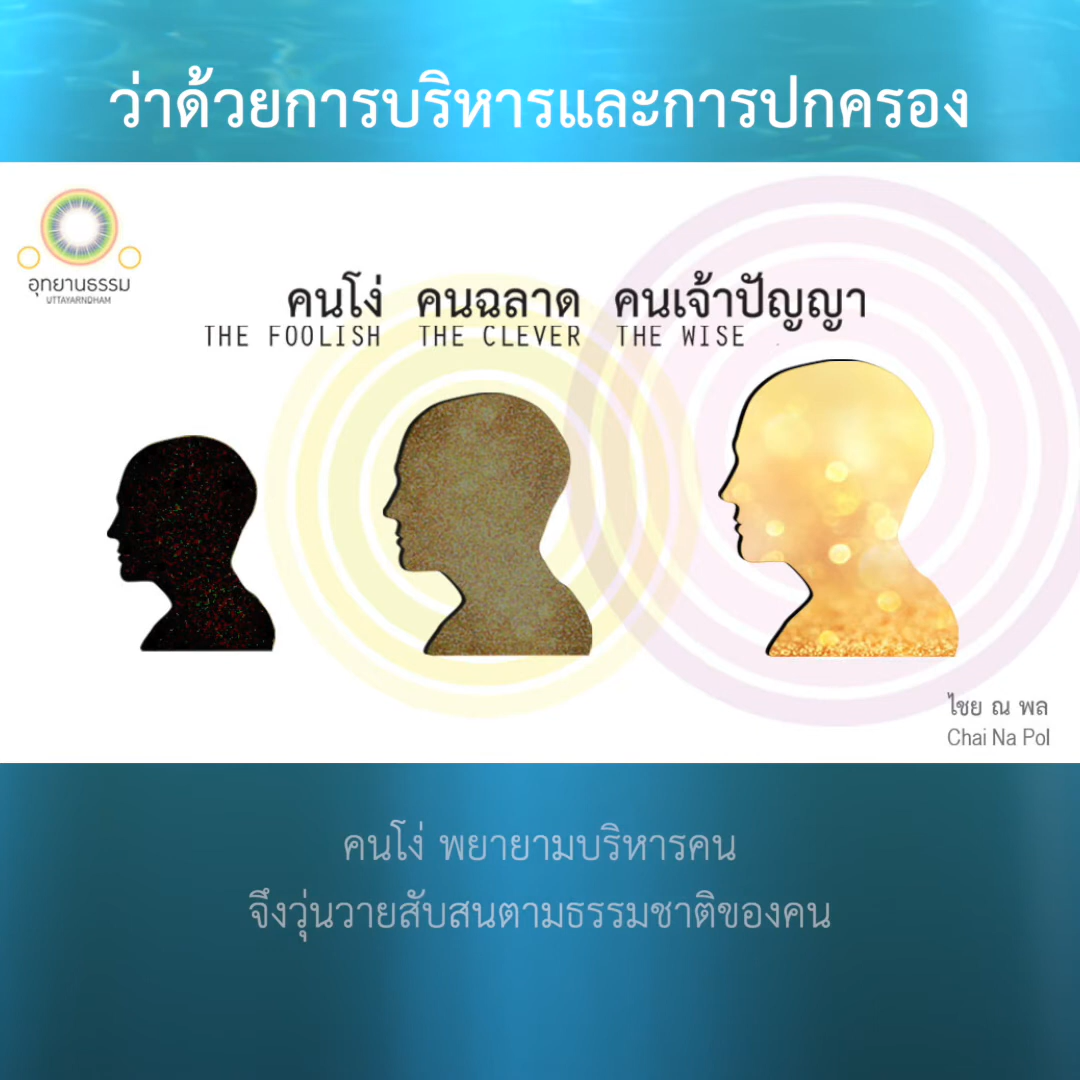 ว่าด้วยการบริหารและการปกครอง
อุทยานธรรม
UTTAYARNDHAM
คนโง่ คนฉลาด คนเจ้าปัญญา
THE FOOLISH THE CLEVER THE WISE
ไชย ณ พล
Chai Na Pol
คนโง่ พยายามบริหารคน
จึงวุ่นวายสับสนตามธรรมชาติของคน